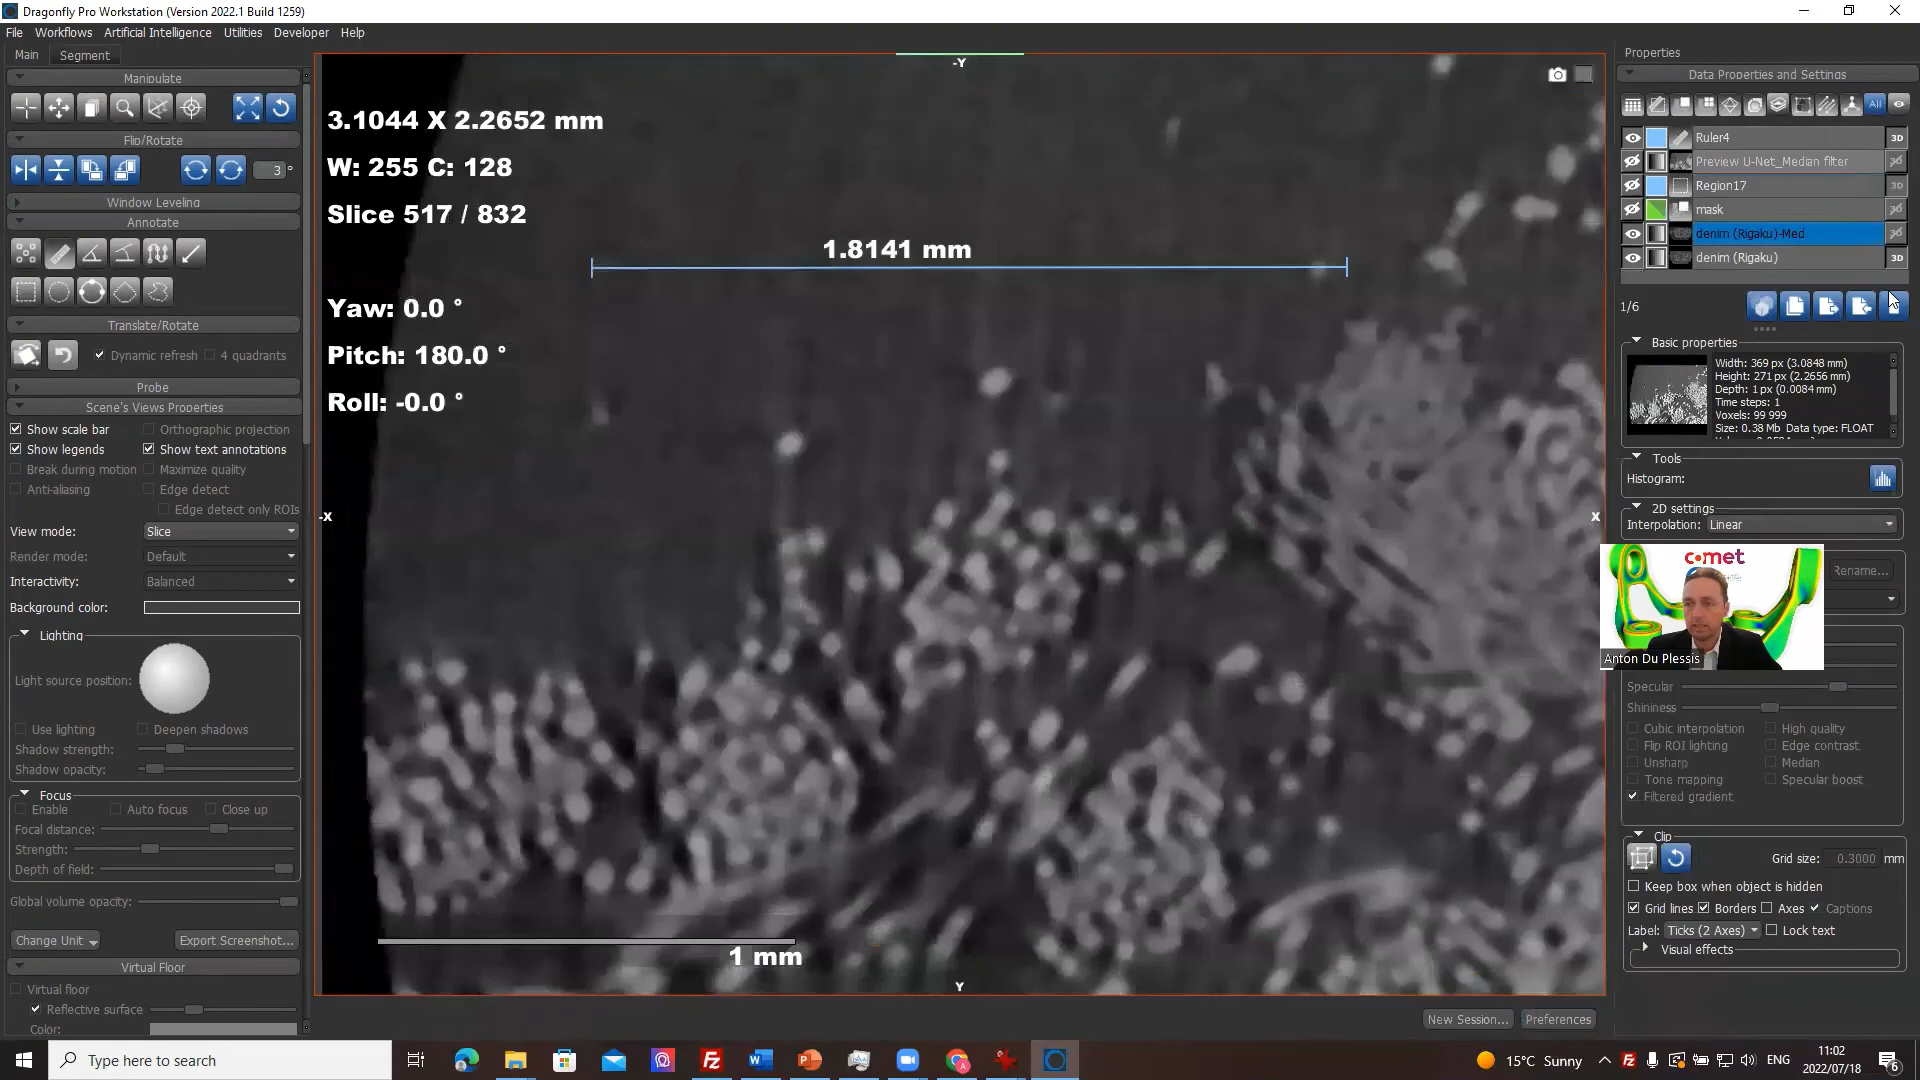 Dragonfly Pro Workstation (Version 2022.1 Build 1259)
File Workflows Artificial Intelligence Utilities Developer Help
Main Segment
Manipulate
Flip/Rotate
3 °
Window Leveling
Annotate
Translate/Rotate
Dynamic refresh 4 quadrants
Probe
Scene's Views Properties
Show scale bar Orthographic projection
Show legends Show text annotations
Break during motion Maximize quality
Anti-aliasing Edge detect
Edge detect only ROIs
View mode: Slice
Render mode: Default
Interactivity: Balanced
Background color:
Lighting
Light source position:
Use lighting Deepen shadows
Shadow strength:
Shadow opacity:
Focus
Enable Auto focus Close up
Focal distance:
Strength:
Depth of field:
Global volume opacity:
Change Unit Export Screenshot...
Virtual Floor
Virtual floor
Reflective surface
Color:
-Y
3.1044 X 2.2652 mm
W: 255 C: 128
Slice 517 / 832
1.8141 mm
Yaw: 0.0 °
Pitch: 180.0 °
Roll: -0.0 °
-X
X
1 mm
Y
New Session... Preferences
Properties
Data Properties and Settings
All
Ruler4 3D
Preview U-Net_Median filter
Region17 3D
mask
denim (Rigaku)-Med
denim (Rigaku) 3D
1/6
Basic properties
Width: 369 px (3.0848 mm)
Height: 271 px (2.2656 mm)
Depth: 1 px (0.0084 mm)
Time steps: 1
Voxels: 99 999
Size: 0.38 Mb Data type: FLOAT
Tools
Histogram:
2D settings
Interpolation: Linear
comet
Rename...
Anton Du Plessis
Specular
Shininess
Cubic interpolation High quality
Flip ROI lighting Edge contrast
Unsharp Median
Tone mapping Specular boost
Filtered gradient
Clip
Grid size: 0.3000 mm
Keep box when object is hidden
Grid lines Borders Axes Captions
Label: Ticks (2 Axes) Lock text
Visual effects
Type here to search
15°C Sunny
ENG
11:02
2022/07/18
6